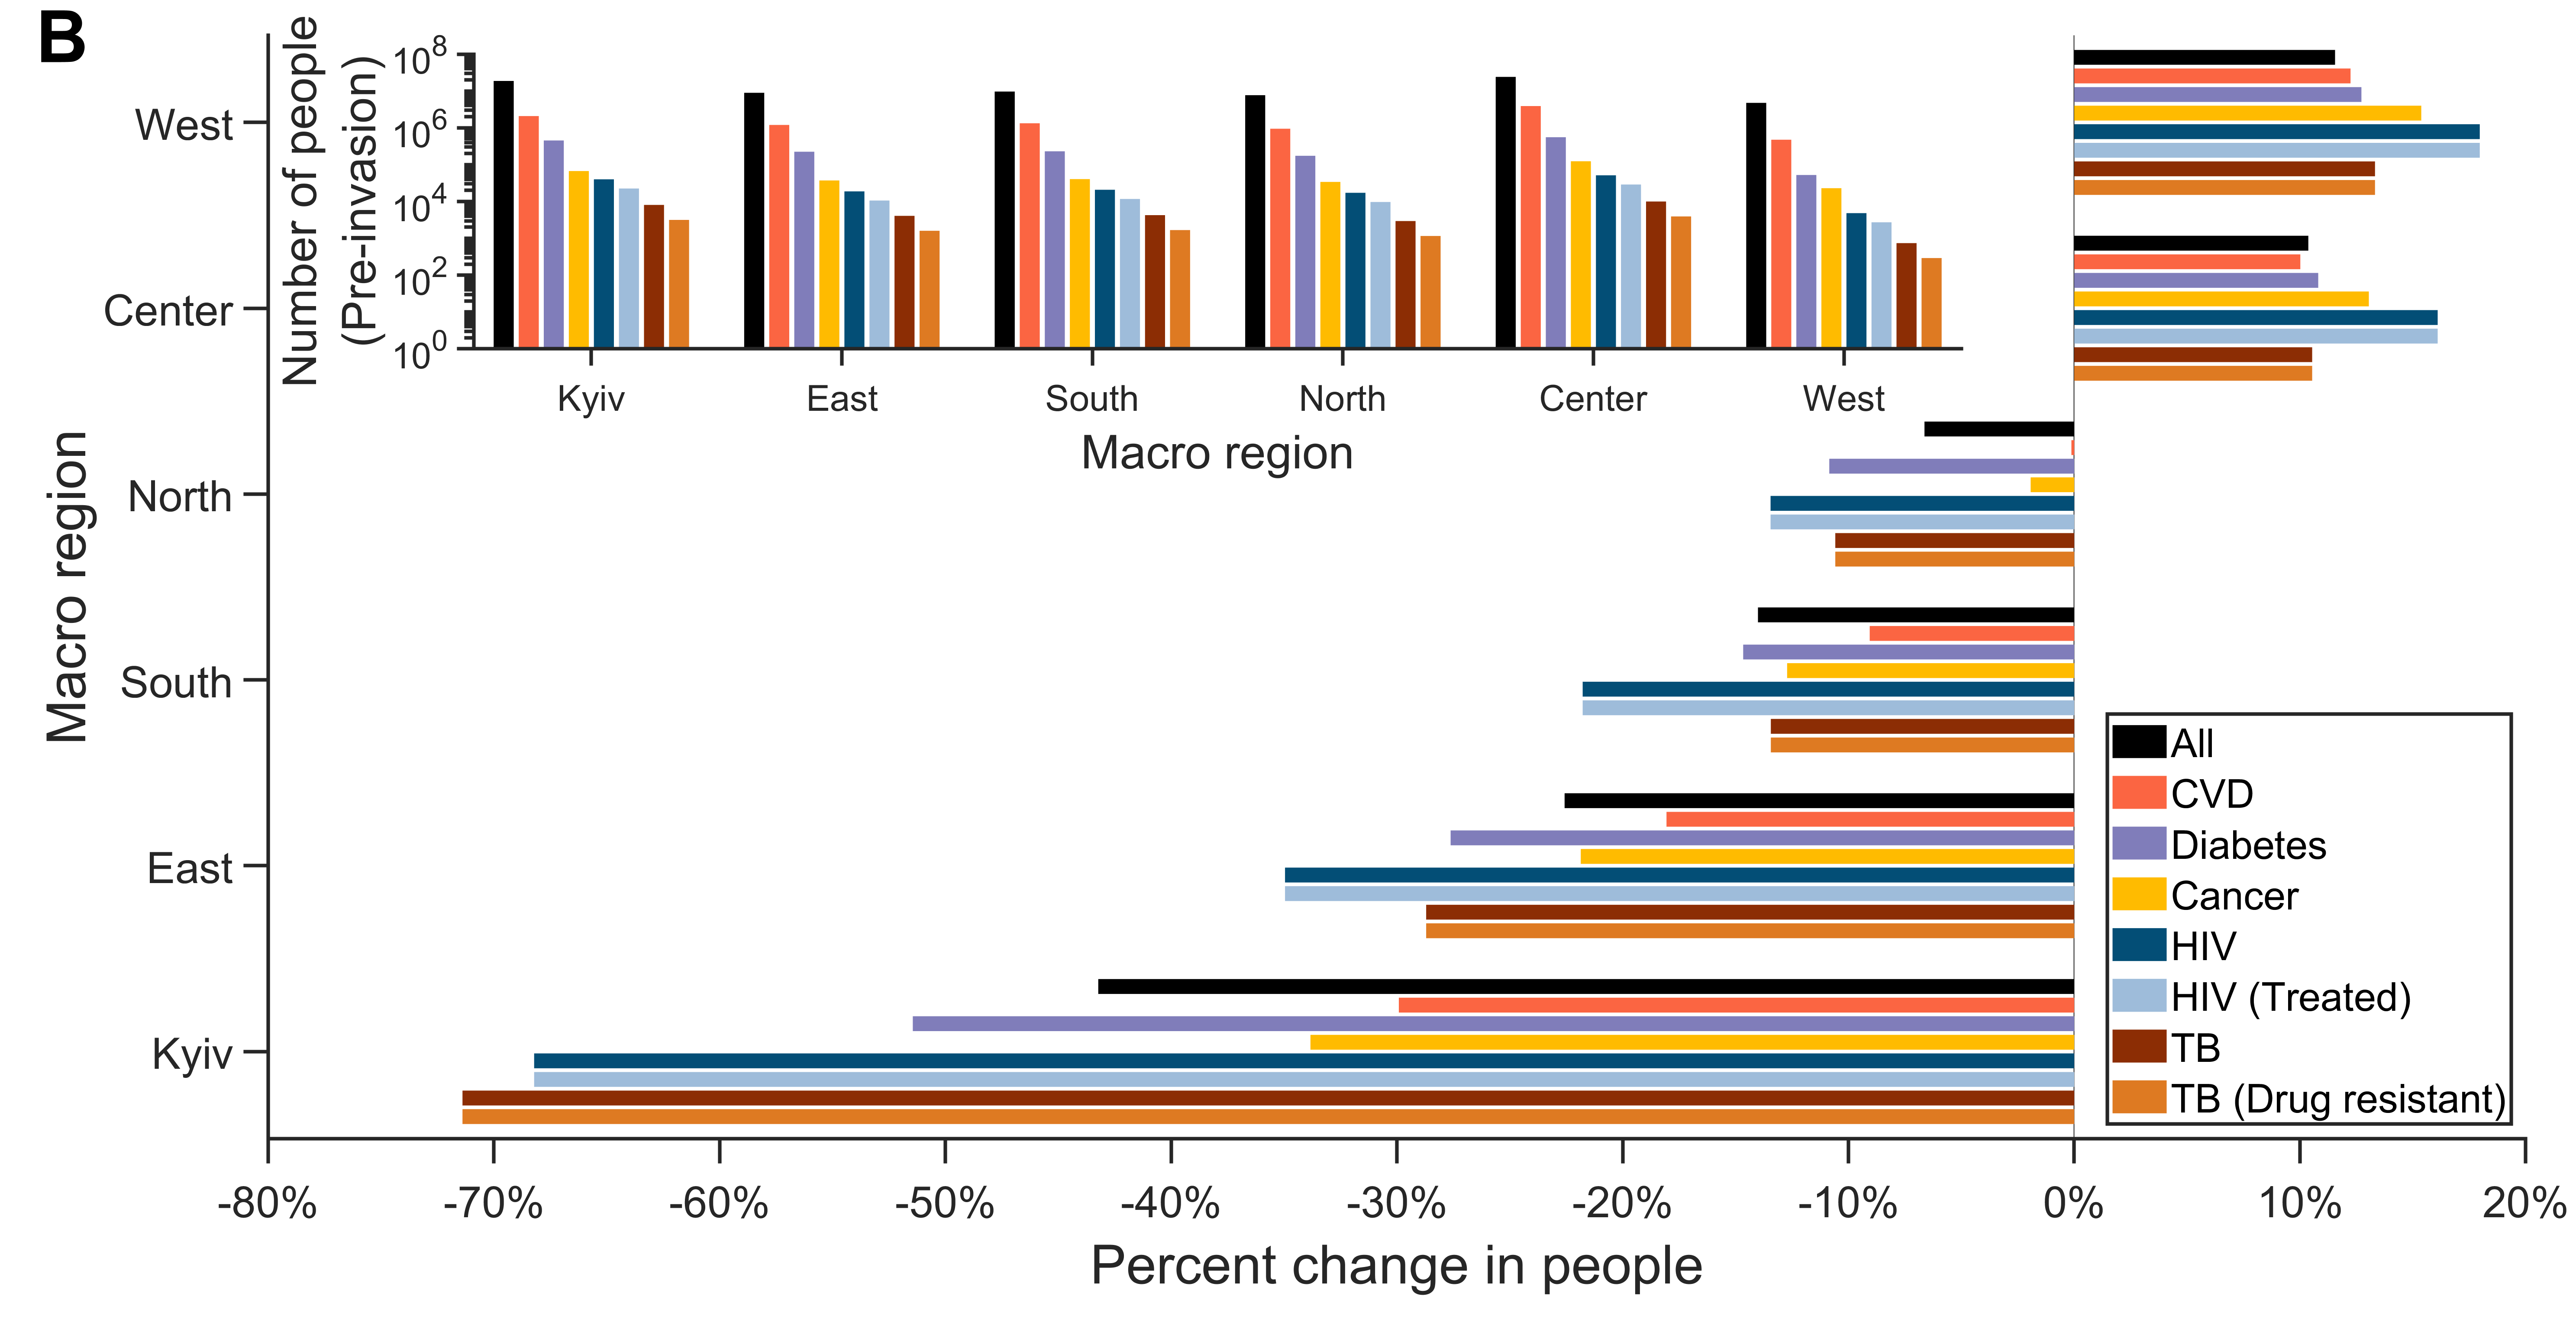 B
Number of people
(Pre-invasion)
10^8
10^6
10^4
10^2
10^0
Kyiv East South North Center West
Macro region
Macro region
West
Center
North
South
East
Kyiv
All
CVD
Diabetes
Cancer
HIV
HIV (Treated)
TB
TB (Drug resistant)
-80% -70% -60% -50% -40% -30% -20% -10% 0% 10% 20%
Percent change in people